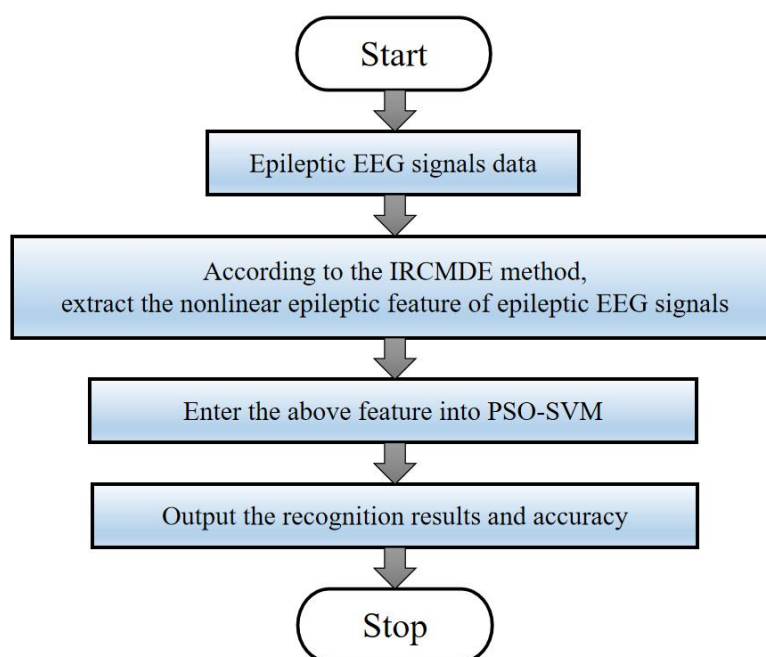 Start
Epileptic EEG signals data
According to the IRCMDE method,
extract the nonlinear epileptic feature of epileptic EEG signals
Enter the above feature into PSO-SVM
Output the recognition results and accuracy
Stop